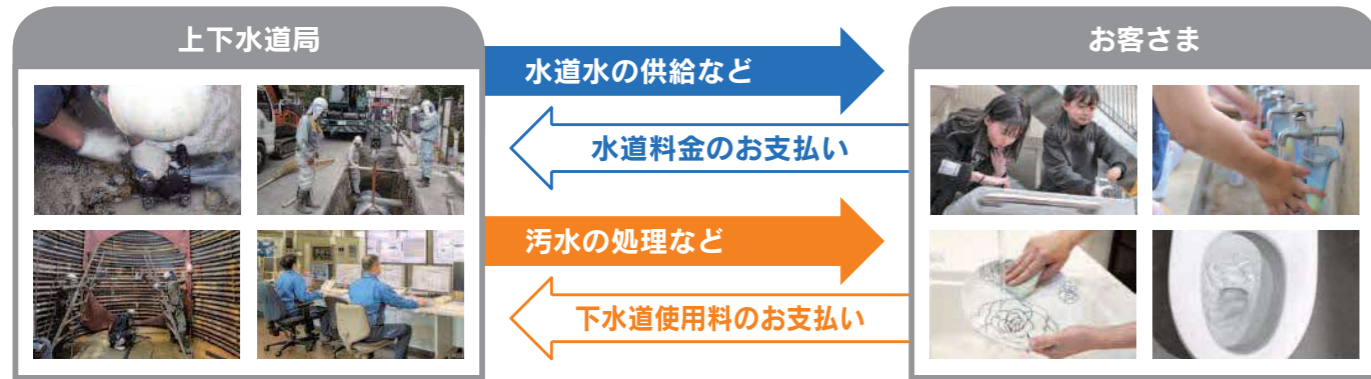 上下水道局
お客さま
水道水の供給など
水道料金のお支払い
汚水の処理など
下水道使用料のお支払い